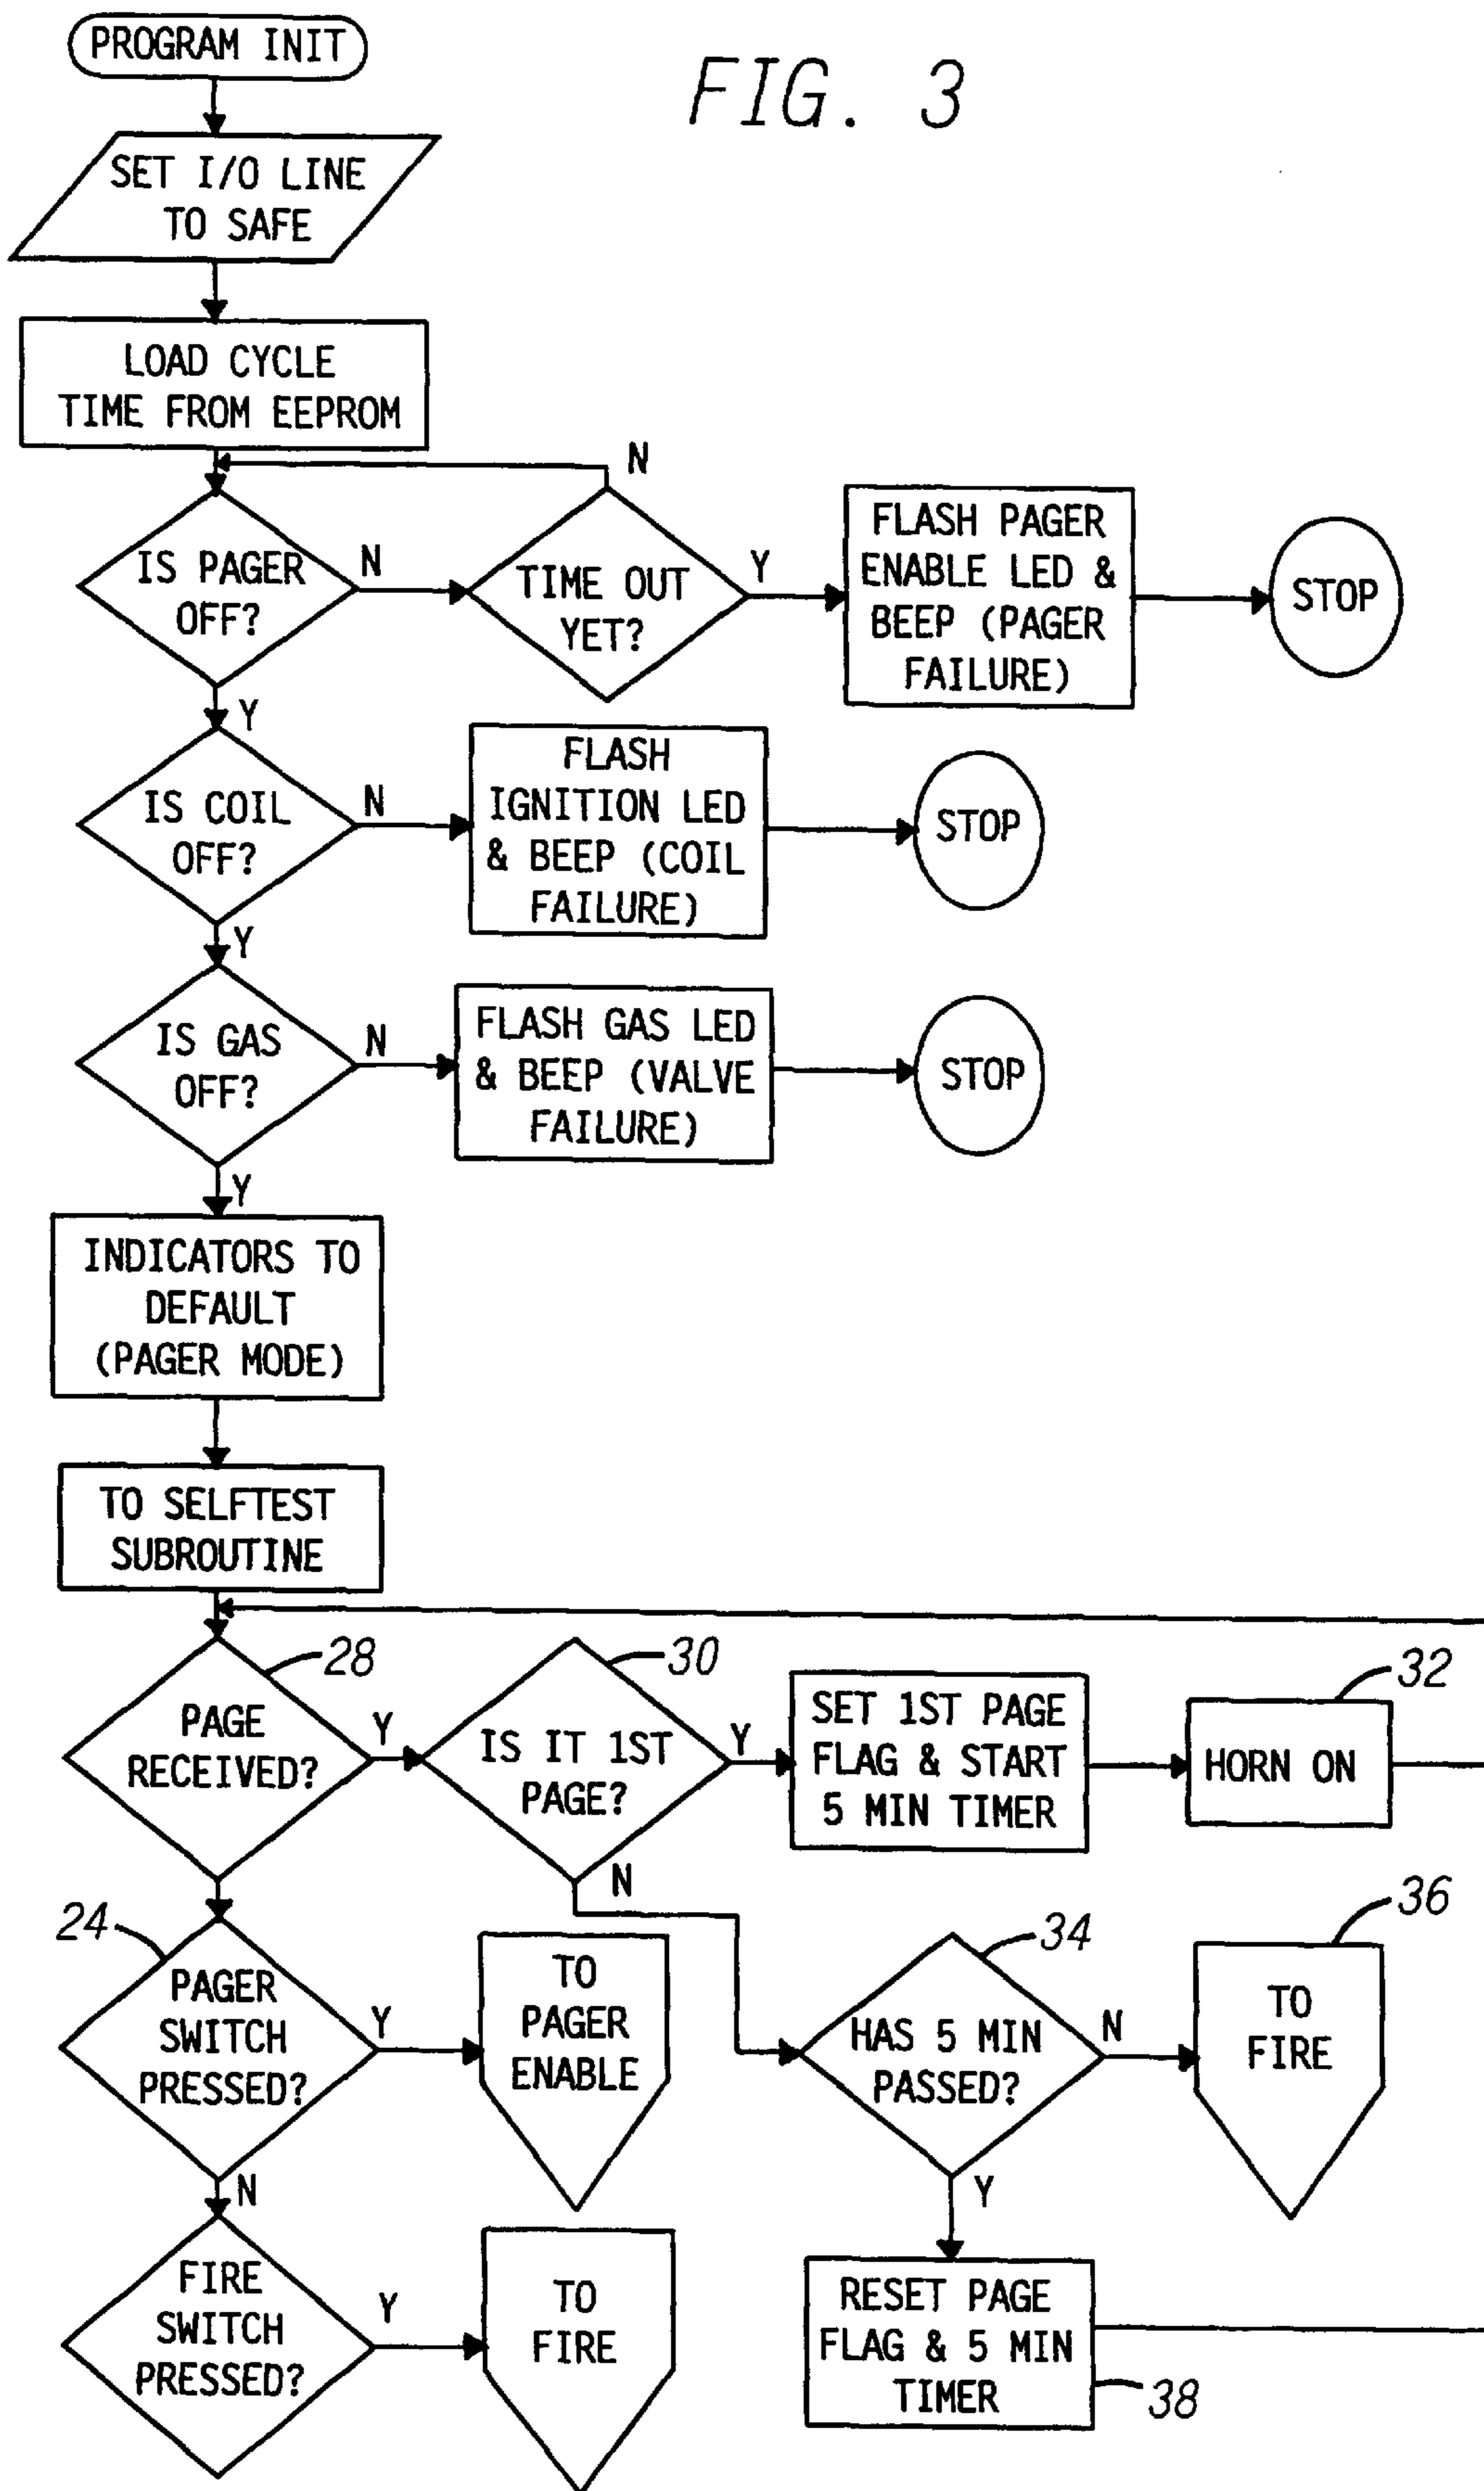 FIG. 3
PROGRAM INIT
SET I/O LINE
TO SAFE
LOAD CYCLE
TIME FROM EEPROM
IS PAGER
OFF?
N
TIME OUT
YET?
N
Y
FLASH PAGER
ENABLE LED &
BEEP (PAGER
FAILURE)
STOP
Y
IS COIL
OFF?
N
FLASH
IGNITION LED
& BEEP (COIL
FAILURE)
STOP
Y
IS GAS
OFF?
N
FLASH GAS LED
& BEEP (VALVE
FAILURE)
STOP
Y
INDICATORS TO
DEFAULT
(PAGER MODE)
TO SELFTEST
SUBROUTINE
28
PAGE
RECEIVED?
Y
30
IS IT 1ST
PAGE?
Y
SET 1ST PAGE
FLAG & START
5 MIN TIMER
32
HORN ON
N
24
PAGER
SWITCH
PRESSED?
Y
TO
PAGER
ENABLE
34
HAS 5 MIN
PASSED?
N
36
TO
FIRE
N
Y
FIRE
SWITCH
PRESSED?
Y
TO
FIRE
RESET PAGE
FLAG & 5 MIN
TIMER
38